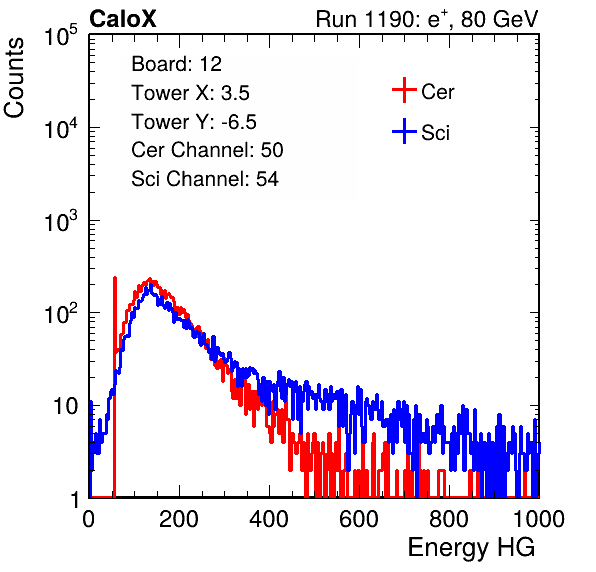 CaloX Run 1190: e⁺, 80 GeV
Counts
Board: 12
Tower X: 3.5
Tower Y: -6.5
Cer Channel: 50
Sci Channel: 54
Cer
Sci
10⁵
10⁴
10³
10²
10
1
0 200 400 600 800 1000
Energy HG